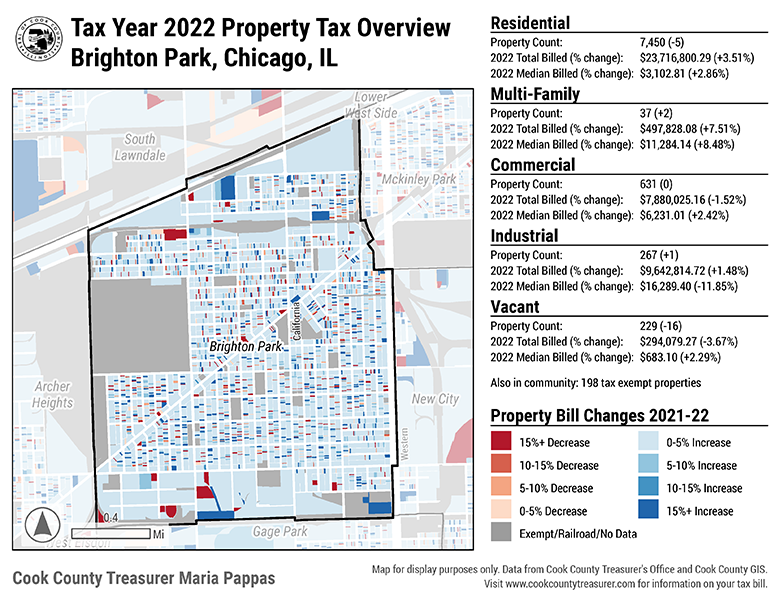 Tax Year 2022 Property Tax Overview
Brighton Park, Chicago, IL
Lower
West Side
South
Lawndale
McKinley Park
California
Brighton Park
Archer
Heights
New City
Western
0.4
Mi
Gage Park
West Elsdon
Cook County Treasurer Maria Pappas
Residential
Property Count: 7,450 (-5)
2022 Total Billed (% change): $23,716,800.29 (+3.51%)
2022 Median Billed (% change): $3,102.81 (+2.86%)
Multi-Family
Property Count: 37 (+2)
2022 Total Billed (% change): $497,828.08 (+7.51%)
2022 Median Billed (% change): $11,284.14 (+8.48%)
Commercial
Property Count: 631 (0)
2022 Total Billed (% change): $7,880,025.16 (-1.52%)
2022 Median Billed (% change): $6,231.01 (+2.42%)
Industrial
Property Count: 267 (+1)
2022 Total Billed (% change): $9,642,814.72 (+1.48%)
2022 Median Billed (% change): $16,289.40 (-11.85%)
Vacant
Property Count: 229 (-16)
2022 Total Billed (% change): $294,079.27 (-3.67%)
2022 Median Billed (% change): $683.10 (+2.29%)
Also in community: 198 tax exempt properties
Property Bill Changes 2021-22
15%+ Decrease
10-15% Decrease
5-10% Decrease
0-5% Decrease
0-5% Increase
5-10% Increase
10-15% Increase
15%+ Increase
Exempt/Railroad/No Data
Map for display purposes only. Data from Cook County Treasurer's Office and Cook County GIS.
Visit www.cookcountytreasurer.com for information on your tax bill.